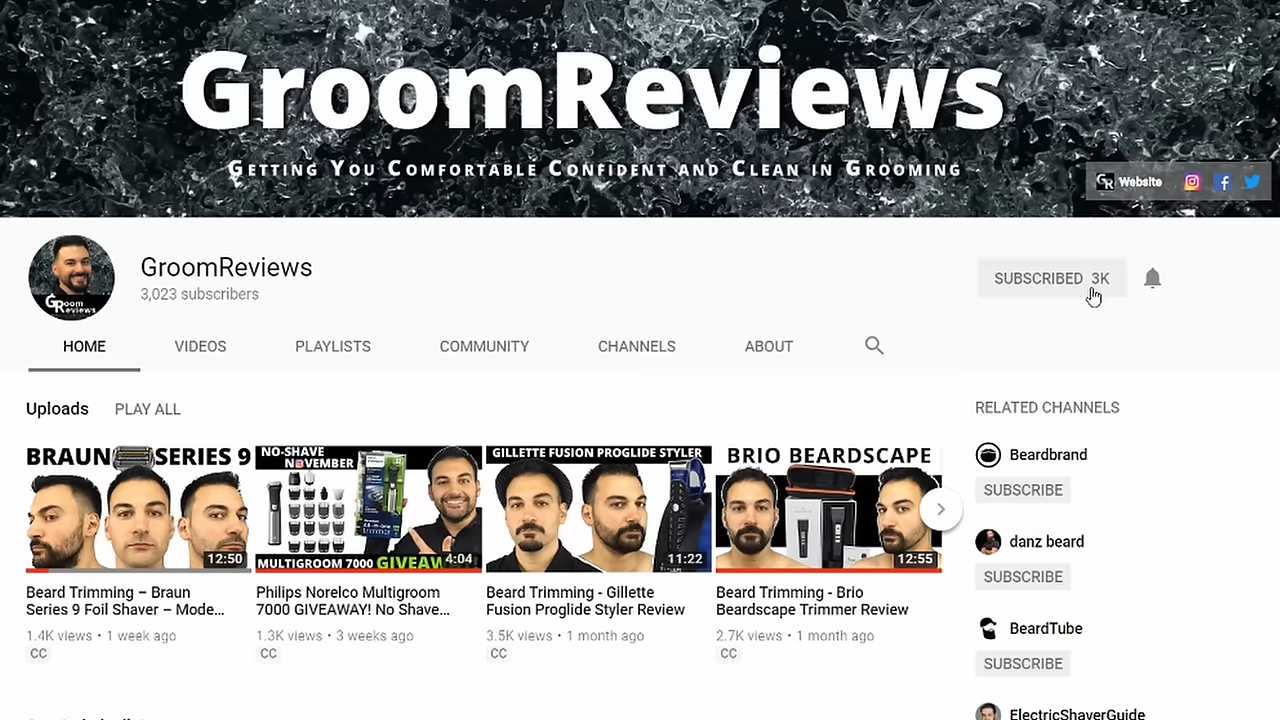 GroomReviews
Getting You Comfortable Confident and Clean in Grooming
GR Website
GroomReviews
3,023 subscribers
SUBSCRIBED 3K
Groom
Reviews
HOME VIDEOS PLAYLISTS COMMUNITY CHANNELS ABOUT
Uploads PLAY ALL
BRAUN SERIES 9
12:50
Beard Trimming – Braun
Series 9 Foil Shaver – Mode...
1.4K views • 1 week ago
CC
NO-SHAVE
NOVEMBER
MULTIGROOM 7000 GIVEAW
4:04
Philips Norelco Multigroom
7000 GIVEAWAY! No Shave...
1.3K views • 3 weeks ago
CC
GILLETTE FUSION PROGLIDE STYLER
11:22
Beard Trimming - Gillette
Fusion Proglide Styler Review
3.5K views • 1 month ago
CC
BRIO BEARDSCAPE
12:55
Beard Trimming - Brio
Beardscape Trimmer Review
2.7K views • 1 month ago
CC
RELATED CHANNELS
Beardbrand
SUBSCRIBE
danz beard
SUBSCRIBE
BeardTube
SUBSCRIBE
ElectricShaverGuide